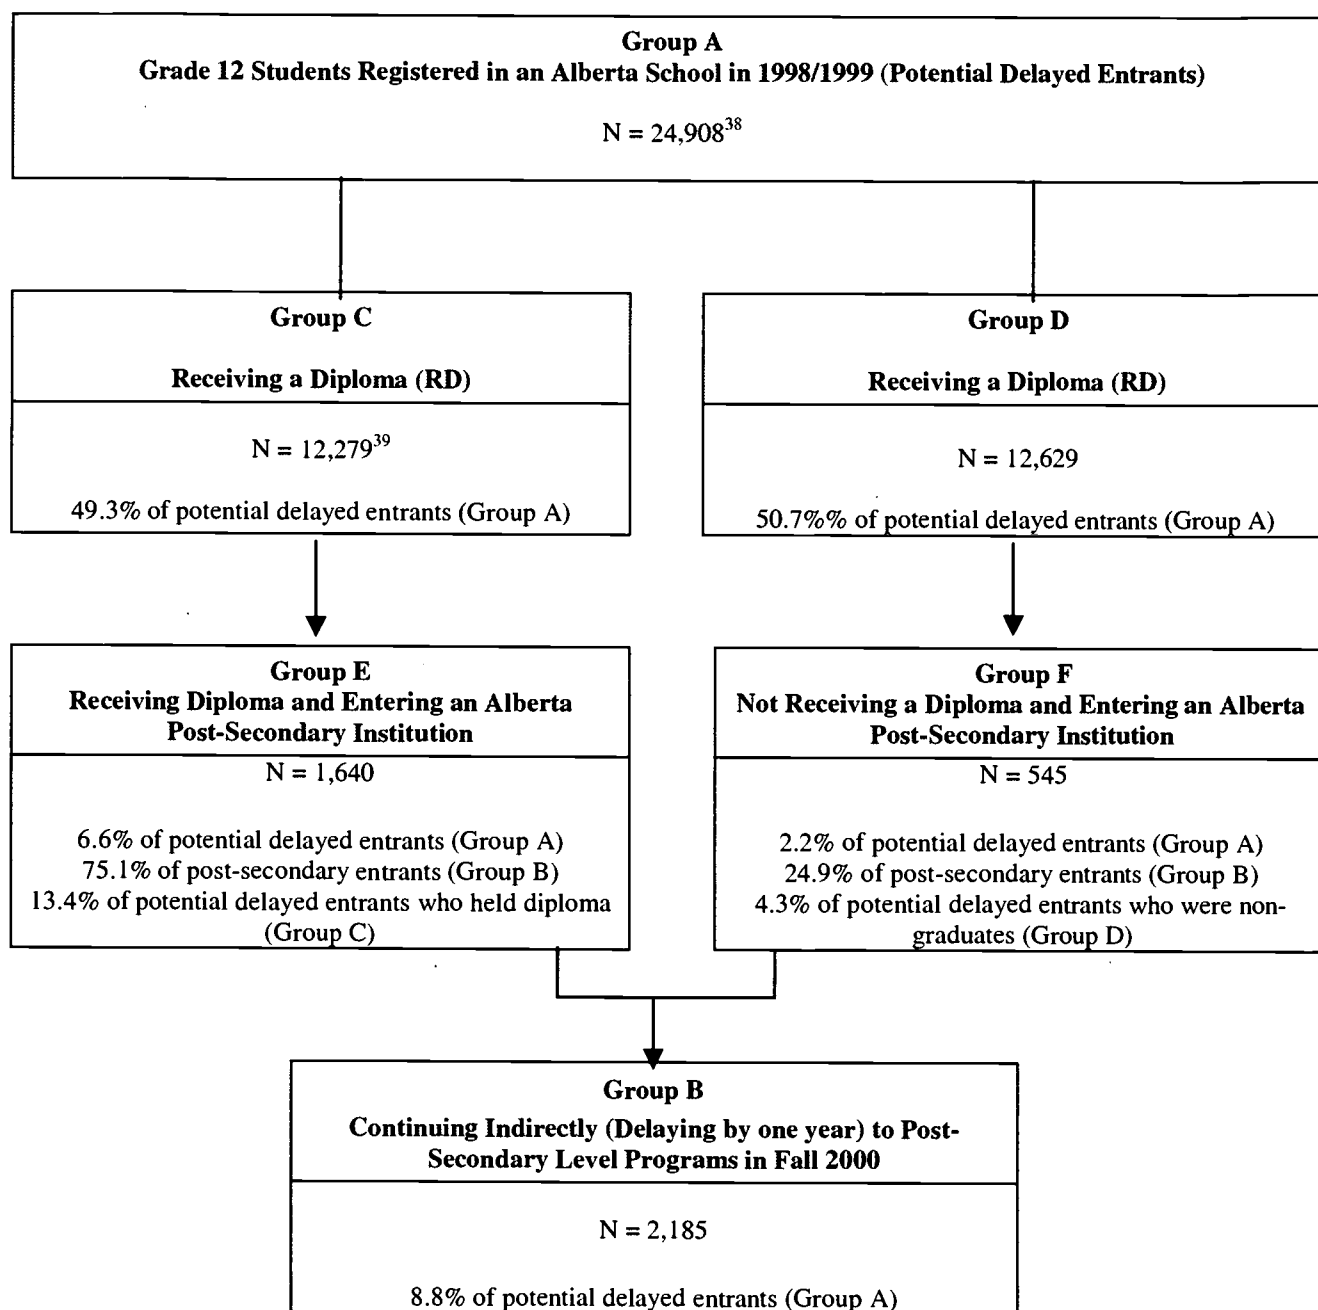 Group A
Grade 12 Students Registered in an Alberta School in 1998/1999 (Potential Delayed Entrants)
N = 24,908³⁸
Group C
Receiving a Diploma (RD)
N = 12,279³⁹
49.3% of potential delayed entrants (Group A)
Group D
Receiving a Diploma (RD)
N = 12,629
50.7%% of potential delayed entrants (Group A)
Group E
Receiving Diploma and Entering an Alberta
Post-Secondary Institution
N = 1,640
6.6% of potential delayed entrants (Group A)
75.1% of post-secondary entrants (Group B)
13.4% of potential delayed entrants who held diploma
(Group C)
Group F
Not Receiving a Diploma and Entering an Alberta
Post-Secondary Institution
N = 545
2.2% of potential delayed entrants (Group A)
24.9% of post-secondary entrants (Group B)
4.3% of potential delayed entrants who were non-
graduates (Group D)
Group B
Continuing Indirectly (Delaying by one year) to Post-
Secondary Level Programs in Fall 2000
N = 2,185
8.8% of potential delayed entrants (Group A)